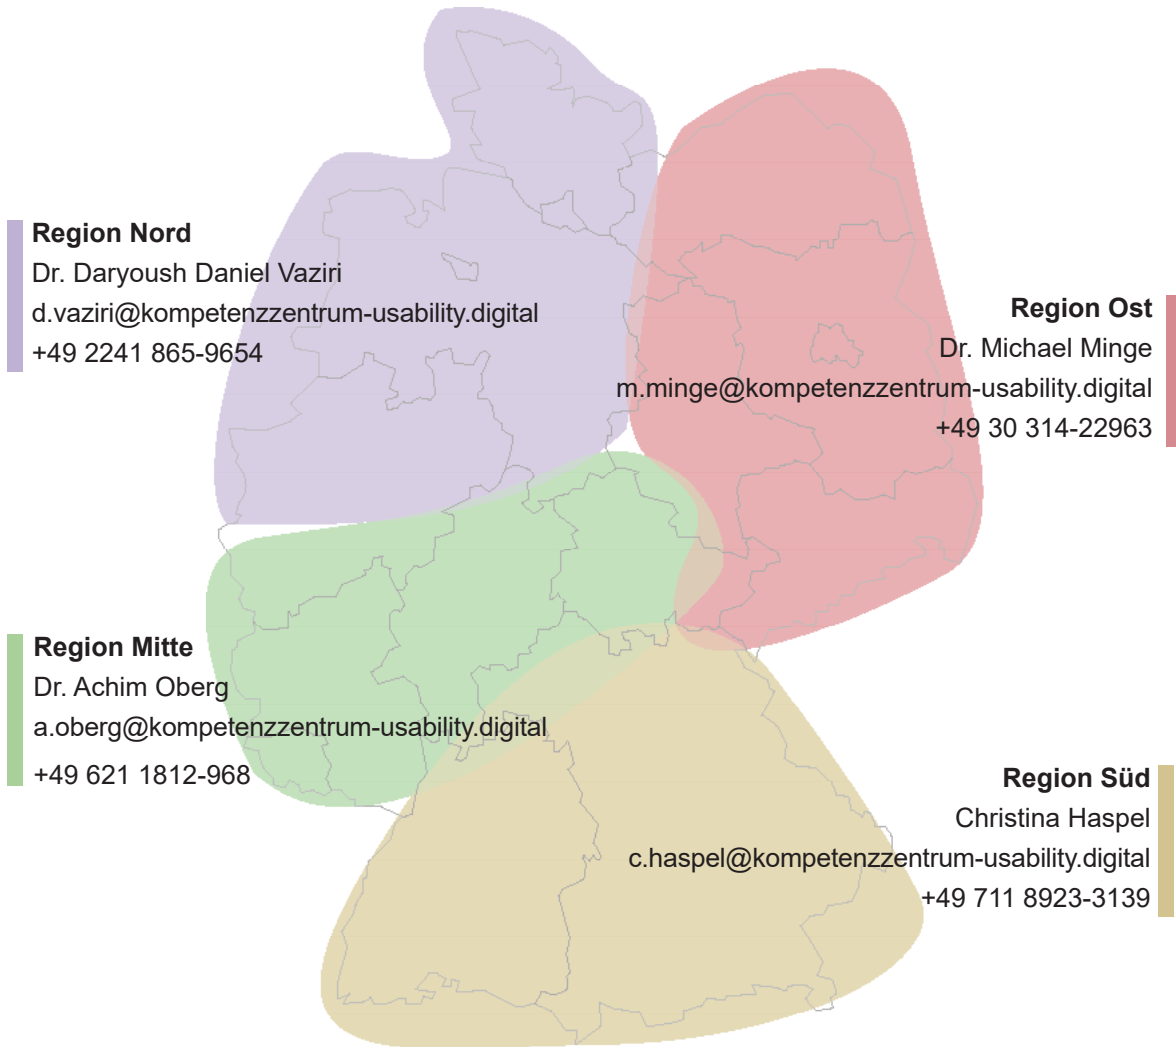 Region Nord
Dr. Daryoush Daniel Vaziri
d.vaziri@kompetenzzentrum-usability.digital
+49 2241 865-9654
Region Ost
Dr. Michael Minge
m.minge@kompetenzzentrum-usability.digital
+49 30 314-22963
Region Mitte
Dr. Achim Oberg
a.oberg@kompetenzzentrum-usability.digital
+49 621 1812-968
Region Süd
Christina Haspel
c.haspel@kompetenzzentrum-usability.digital
+49 711 8923-3139